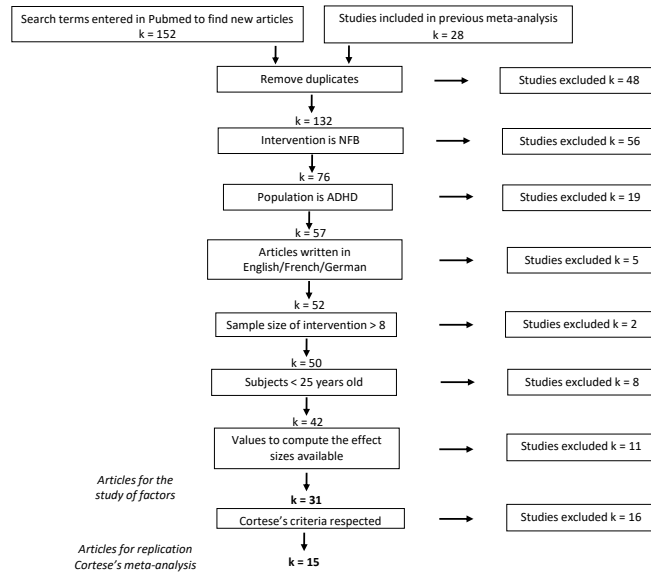 Search terms entered in Pubmed to find new articles
k = 152
Studies included in previous meta-analysis
k = 28
Remove duplicates
Studies excluded k = 48
k = 132
Intervention is NFB
Studies excluded k = 56
k = 76
Population is ADHD
Studies excluded k = 19
k = 57
Articles written in
English/French/German
Studies excluded k = 5
k = 52
Sample size of intervention > 8
Studies excluded k = 2
k = 50
Subjects < 25 years old
Studies excluded k = 8
k = 42
Values to compute the effect
sizes available
Studies excluded k = 11
Articles for the
study of factors
k = 31
Cortese's criteria respected
Studies excluded k = 16
Articles for replication
Cortese's meta-analysis
k = 15